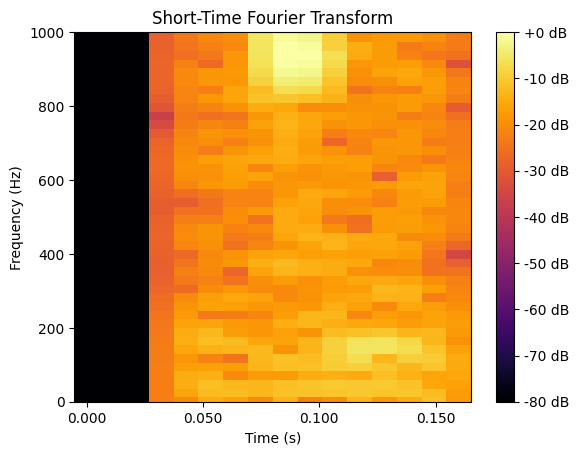 Short-Time Fourier Transform
1000
800
600
400
200
0
Frequency (Hz)
0.000
0.050
0.100
0.150
Time (s)
+0 dB
-10 dB
-20 dB
-30 dB
-40 dB
-50 dB
-60 dB
-70 dB
-80 dB